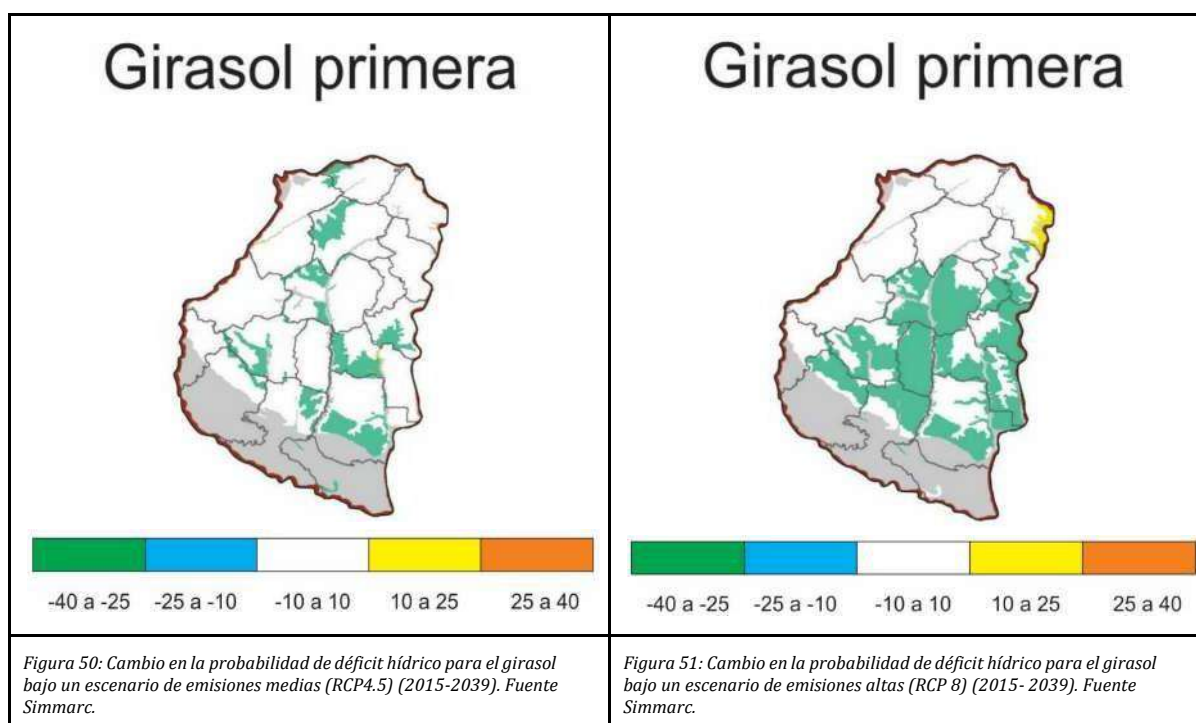 Girasol primera
-40 a -25 -25 a -10 -10 a 10 10 a 25 25 a 40
Figura 50: Cambio en la probabilidad de déficit hídrico para el girasol
bajo un escenario de emisiones medias (RCP4.5) (2015-2039). Fuente
Simmarc.
Girasol primera
-40 a -25 -25 a -10 -10 a 10 10 a 25 25 a 40
Figura 51: Cambio en la probabilidad de déficit hídrico para el girasol
bajo un escenario de emisiones altas (RCP 8) (2015- 2039). Fuente
Simmarc.